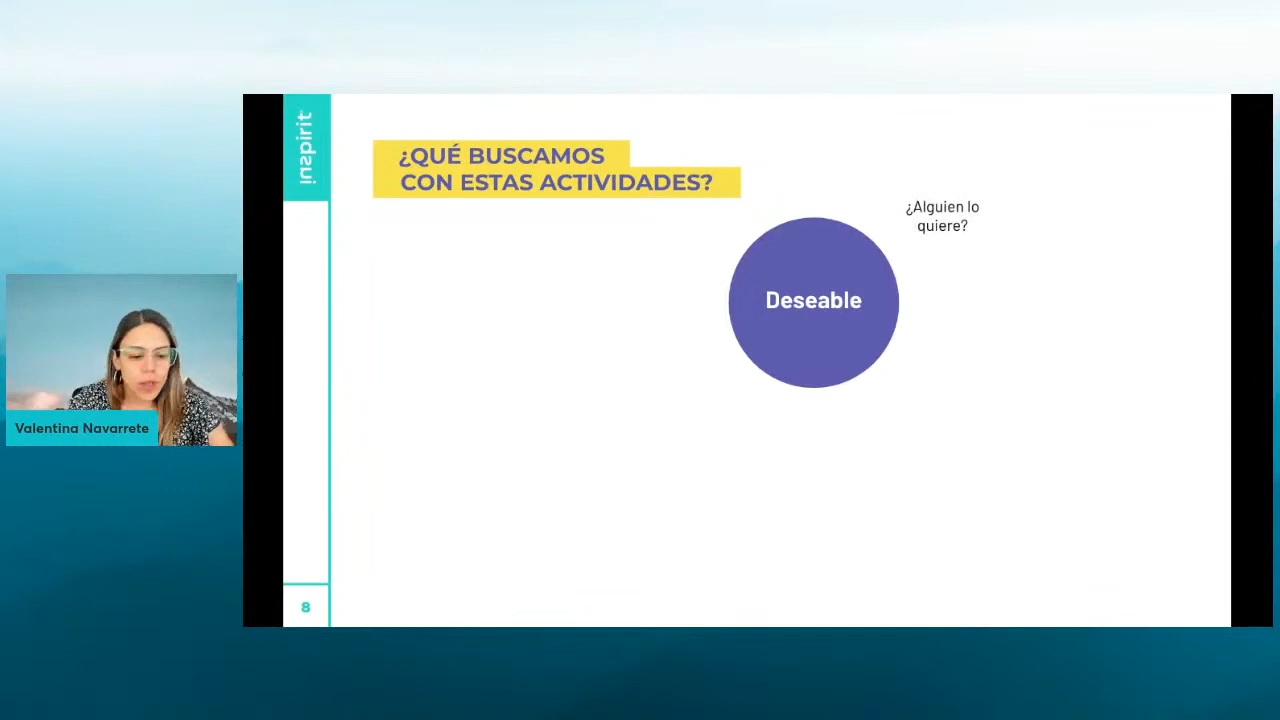 inspirit
¿QUÉ BUSCAMOS
CON ESTAS ACTIVIDADES?
¿Alguien lo
quiere?
Deseable
Valentina Navarrete
8